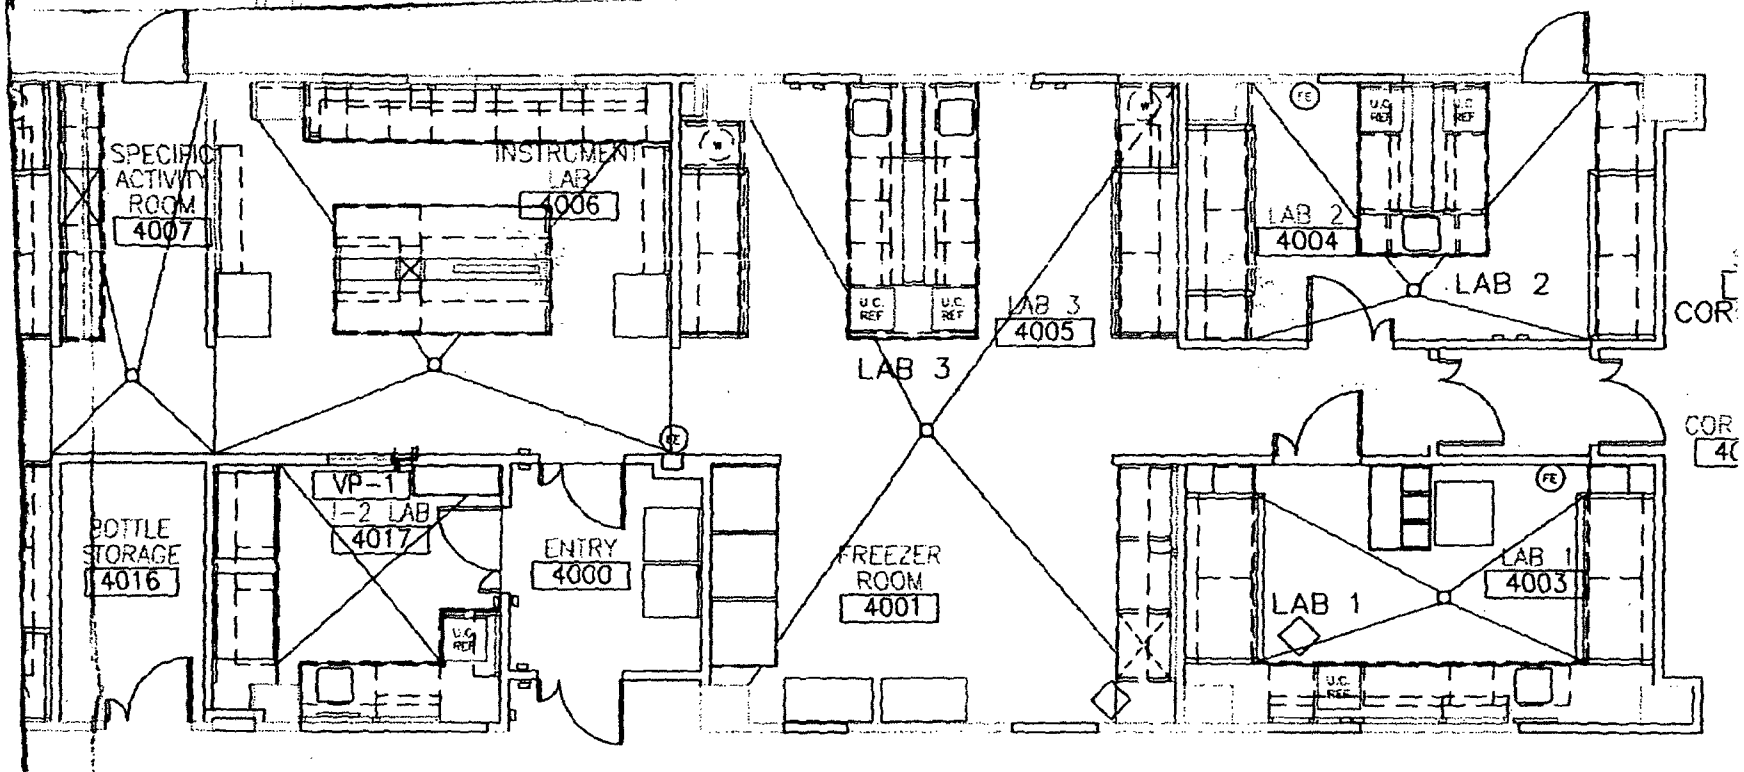 SPECIFIC
ACTIVITY
ROOM
4007
INSTRUMENT
LAB
4006
W
U.C.
REF
U.C.
REF
LAB 3
4005
LAB 3
W
FE
U.C.
REF
U.C.
REF
LAB 2
4004
LAB 2
COR
COR
FE
VP-1
LAB
4017
BOTTLE
STORAGE
4016
U.C.
REF
ENTRY
4000
FREEZER
ROOM
4001
FE
LAB 1
4003
LAB 1
U.C.
REF